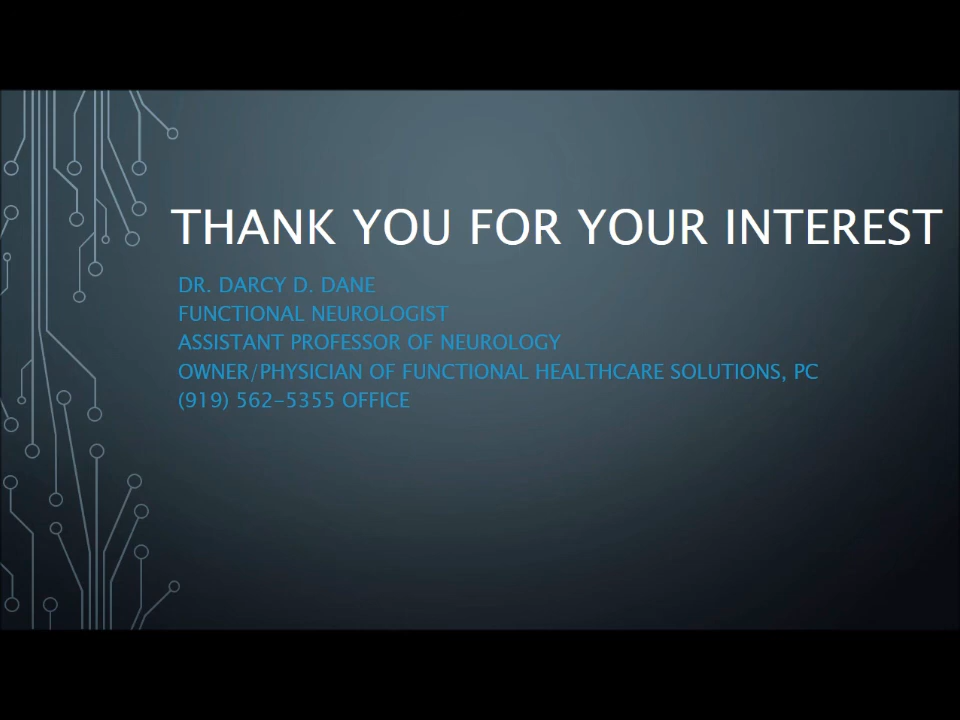 THANK YOU FOR YOUR INTEREST
DR. DARCY D. DANE
FUNCTIONAL NEUROLOGIST
ASSISTANT PROFESSOR OF NEUROLOGY
OWNER/PHYSICIAN OF FUNCTIONAL HEALTHCARE SOLUTIONS, PC
(919) 562-5355 OFFICE